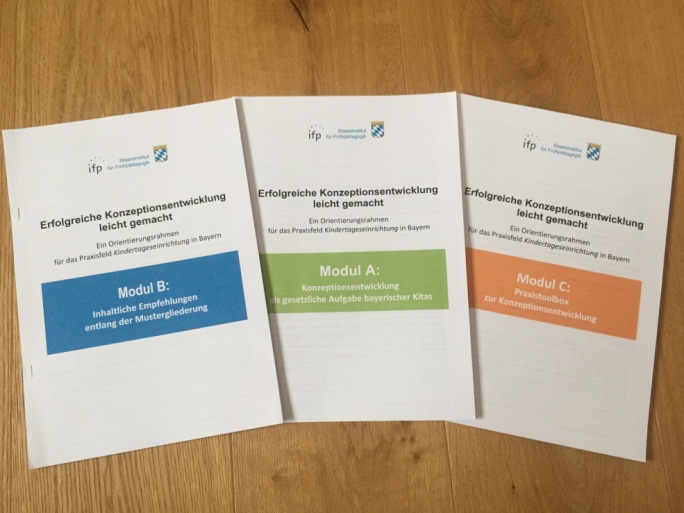 ifp
Staatsinstitut
für Frühpädagogik
Erfolgreiche Konzeptionsentwicklung
leicht gemacht
Ein Orientierungsrahmen
für das Praxisfeld Kindertageseinrichtung in Bayern
Modul B:
Inhaltliche Empfehlungen
entlang der Mustergliederung
ifp
Staatsinstitut
für Frühpädagogik
Erfolgreiche Konzeptionsentwicklung
leicht gemacht
Ein Orientierungsrahmen
für das Praxisfeld Kindertageseinrichtung in Bayern
Modul A:
Konzeptionsentwicklung
als gesetzliche Aufgabe bayerischer Kitas
ifp
Staatsinstitut
für Frühpädagogik
Erfolgreiche Konzeptionsentwicklung
leicht gemacht
Ein Orientierungsrahmen
für das Praxisfeld Kindertageseinrichtung in Bayern
Modul C:
Praxistoolbox
zur Konzeptionsentwicklung